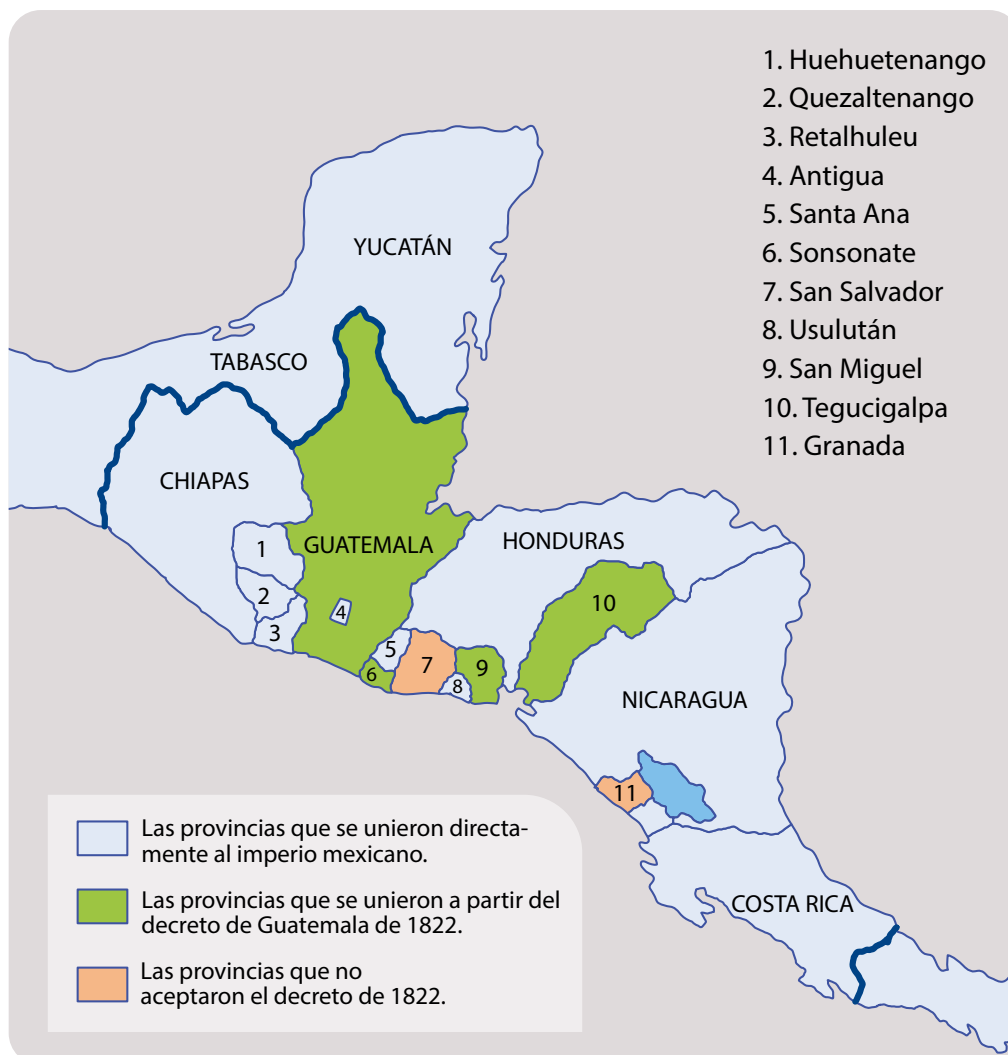 1. Huehuetenango
2. Quezaltenango
3. Retalhuleu
4. Antigua
5. Santa Ana
6. Sonsonate
7. San Salvador
8. Usulután
9. San Miguel
10. Tegucigalpa
11. Granada
YUCATÁN
TABASCO
CHIAPAS
GUATEMALA
HONDURAS
1
2
3
4
5
6
7
8
9
10
NICARAGUA
11
COSTA RICA
Las provincias que se unieron directa-
mente al imperio mexicano.
Las provincias que se unieron a partir del
decreto de Guatemala de 1822.
Las provincias que no
aceptaron el decreto de 1822.